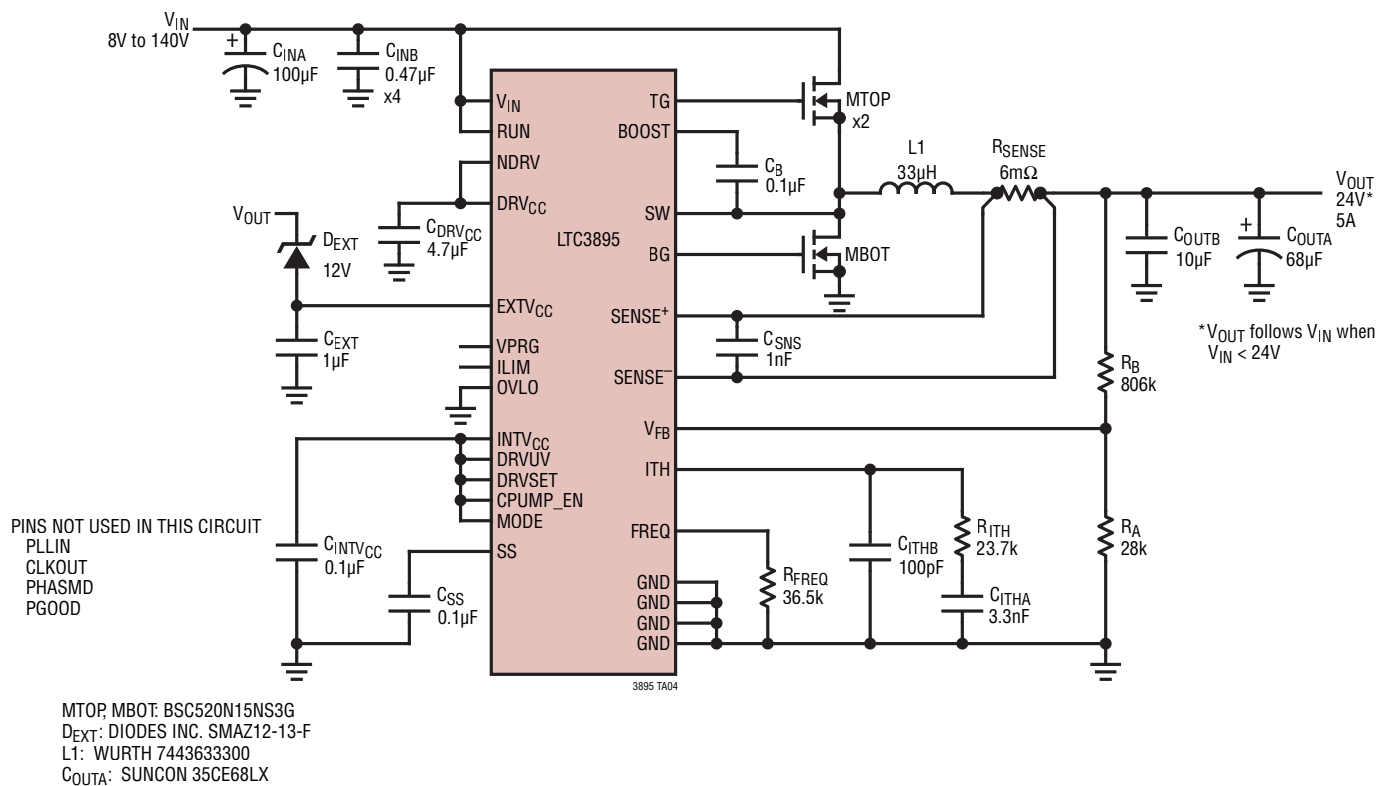 VIN
8V to 140V
+
CINA
100µF
CINB
0.47µF
x4
VIN
RUN
NDRV
DRVCC
EXTVCC
VPRG
ILIM
OVLO
INTVCC
DRVUV
DRVSET
CPUMP_EN
MODE
SS
LTC3895
TG
BOOST
SW
BG
SENSE+
SENSE–
VFB
ITH
FREQ
GND
GND
GND
GND
MTOP
x2
CB
0.1µF
L1
33µH
RSENSE
6mΩ
VOUT
24V*
5A
MBOT
COUTB
10µF
+
COUTA
68µF
*VOUT follows VIN when
VIN < 24V
VOUT
DEXT
12V
CDRVCC
4.7µF
CEXT
1µF
CSNS
1nF
RB
806k
RA
28k
CINTVCC
0.1µF
CSS
0.1µF
RFREQ
36.5k
CITHB
100pF
RITH
23.7k
CITHA
3.3nF
PINS NOT USED IN THIS CIRCUIT
PLLIN
CLKOUT
PHASMD
PGOOD
3895 TA04
MTOP, MBOT: BSC520N15NS3G
DEXT: DIODES INC. SMAZ12-13-F
L1: WURTH 7443633300
COUTA: SUNCON 35CE68LX